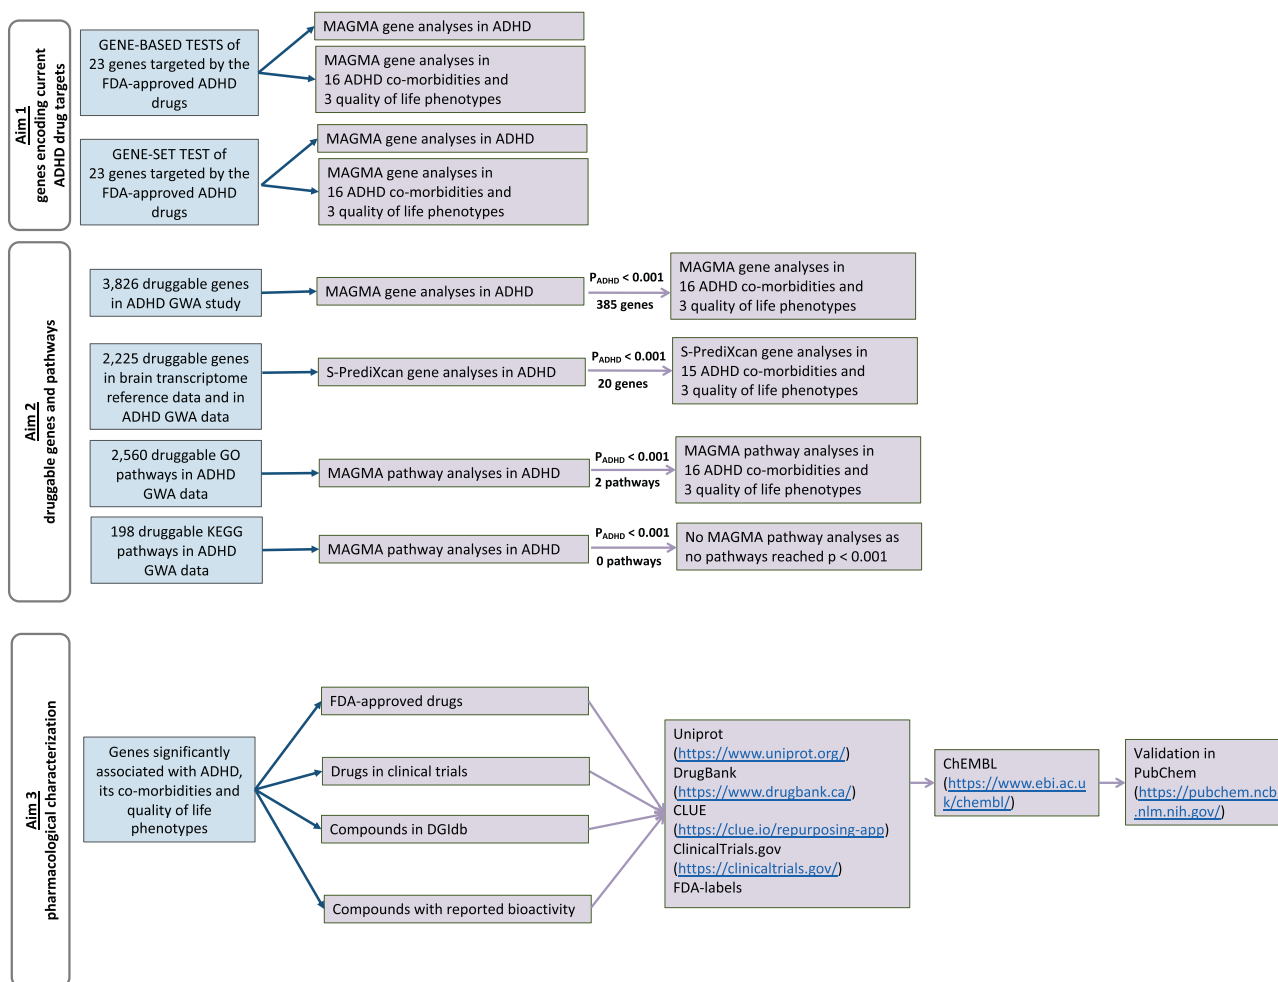 Aim 1
genes encoding current
ADHD drug targets
GENE-BASED TESTS of
23 genes targeted by the
FDA-approved ADHD
drugs
MAGMA gene analyses in ADHD
MAGMA gene analyses in
16 ADHD co-morbidities and
3 quality of life phenotypes
GENE-SET TEST of
23 genes targeted by the
FDA-approved ADHD
drugs
MAGMA gene analyses in ADHD
MAGMA gene analyses in
16 ADHD co-morbidities and
3 quality of life phenotypes
Aim 2
druggable genes and pathways
3,826 druggable genes
in ADHD GWA study
MAGMA gene analyses in ADHD
PADHD < 0.001
385 genes
MAGMA gene analyses in
16 ADHD co-morbidities and
3 quality of life phenotypes
2,225 druggable genes
in brain transcriptome
reference data and in
ADHD GWA data
S-PrediXcan gene analyses in ADHD
PADHD < 0.001
20 genes
S-PrediXcan gene analyses in
15 ADHD co-morbidities and
3 quality of life phenotypes
2,560 druggable GO
pathways in ADHD
GWA data
MAGMA pathway analyses in ADHD
PADHD < 0.001
2 pathways
MAGMA pathway analyses in
16 ADHD co-morbidities and
3 quality of life phenotypes
198 druggable KEGG
pathways in ADHD
GWA data
MAGMA pathway analyses in ADHD
PADHD < 0.001
0 pathways
No MAGMA pathway analyses as
no pathways reached p < 0.001
Aim 3
pharmacological characterization
Genes significantly
associated with ADHD,
its co-morbidities and
quality of life
phenotypes
FDA-approved drugs
Drugs in clinical trials
Compounds in DGIdb
Compounds with reported bioactivity
Uniprot
(https://www.uniprot.org/)
DrugBank
(https://www.drugbank.ca/)
CLUE
(https://clue.io/repurposing-app)
ClinicalTrials.gov
(https://clinicaltrials.gov/)
FDA-labels
ChEMBL
(https://www.ebi.ac.u
k/chembl/)
Validation in
PubChem
(https://pubchem.ncb
.nlm.nih.gov/)